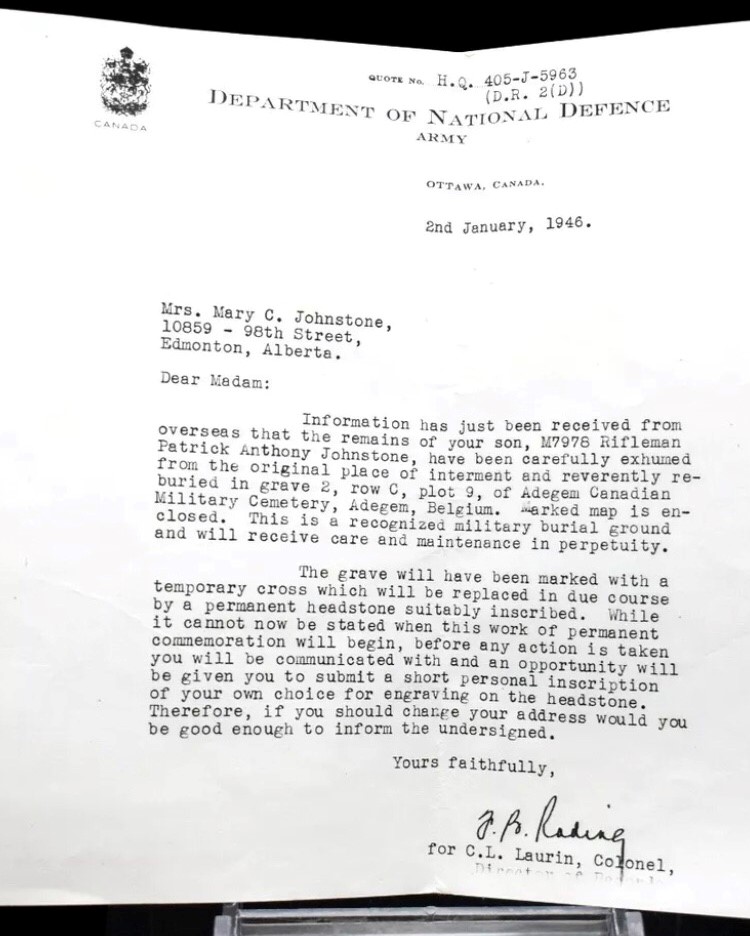 CANADA
QUOTE No. H.Q. 405-J-5963
(D.R. 2(D))
DEPARTMENT OF NATIONAL DEFENCE
ARMY
OTTAWA, CANADA.
2nd January, 1946.
Mrs. Mary C. Johnstone,
10859 - 98th Street,
Edmonton, Alberta.
Dear Madam:
Information has just been received from
overseas that the remains of your son, M7978 Rifleman
Patrick Anthony Johnstone, have been carefully exhumed
from the original place of interment and reverently re-
buried in grave 2, row C, plot 9, of Adegem Canadian
Military Cemetery, Adegem, Belgium. Marked map is en-
closed. This is a recognized military burial ground
and will receive care and maintenance in perpetuity.
The grave will have been marked with a
temporary cross which will be replaced in due course
by a permanent headstone suitably inscribed. While
it cannot now be stated when this work of permanent
commemoration will begin, before any action is taken
you will be communicated with and an opportunity will
be given you to submit a short personal inscription
of your own choice for engraving on the headstone.
Therefore, if you should change your address would you
be good enough to inform the undersigned.
Yours faithfully,
for C.L. Laurin, Colonel,
Director of